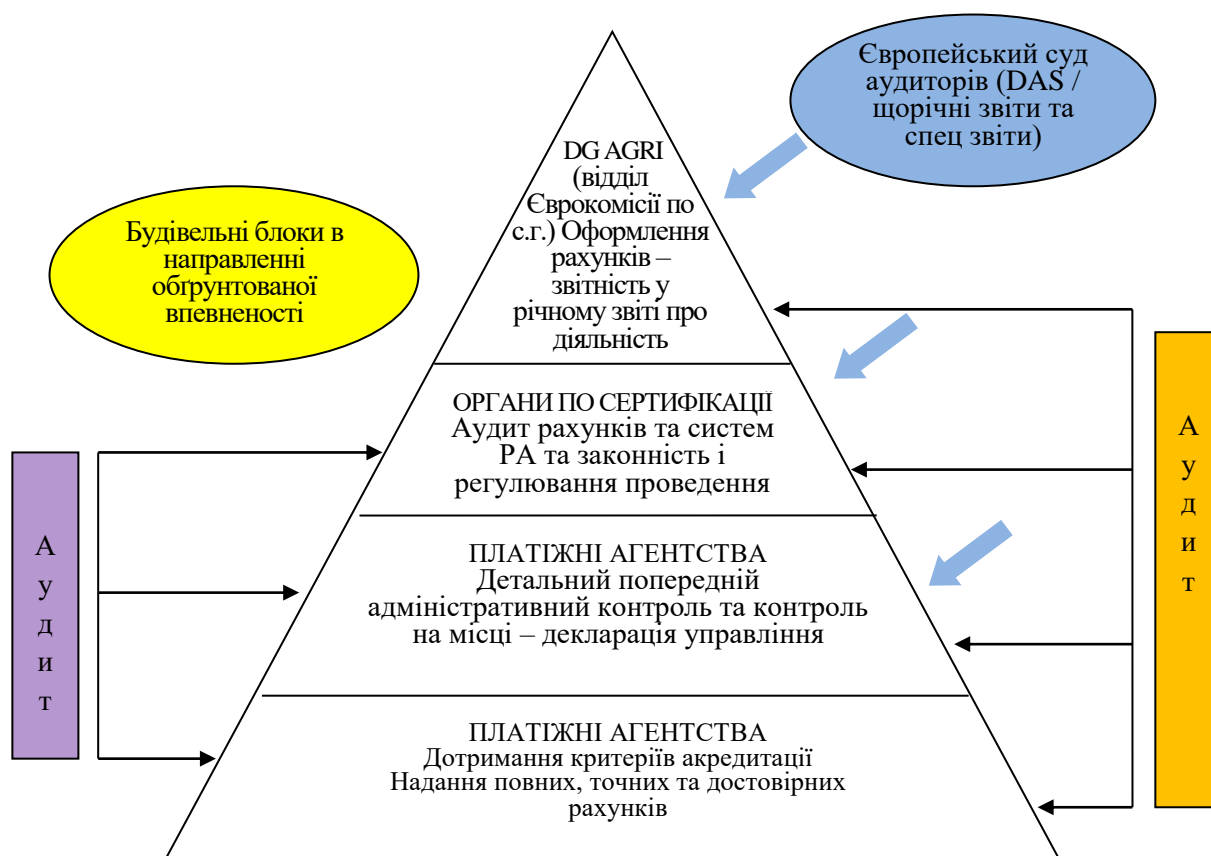 Європейський суд
аудиторів (DAS /
щорічні звіти та
спец звіти)
DG AGRI
(відділ
Єврокомісії по
с.г.) Оформлення
рахунків –
звітність у
річному звіті про
діяльність
Будівельні блоки в
направленні
обґрунтованої
впевненості
ОРГАНИ ПО СЕРТИФІКАЦІЇ
Аудит рахунків та систем
РА та законність і
регулювання проведення
ПЛАТІЖНІ АГЕНТСТВА
Детальний попередній
адміністративний контроль та контроль
на місці – декларація управління
ПЛАТІЖНІ АГЕНТСТВА
Дотримання критеріїв акредитації
Надання повних, точних та достовірних
рахунків
А
у
д
и
т
А
у
д
и
т